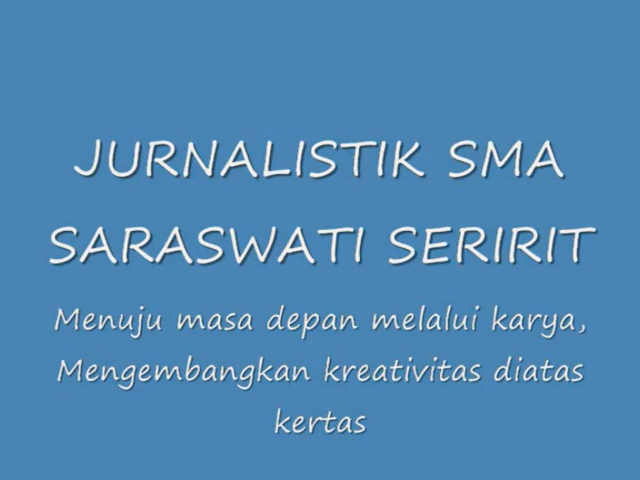 JURNALISTIK SMA
SARASWATI SERIRIT
Menuju masa depan melalui karya,
Mengembangkan kreativitas diatas
kertas